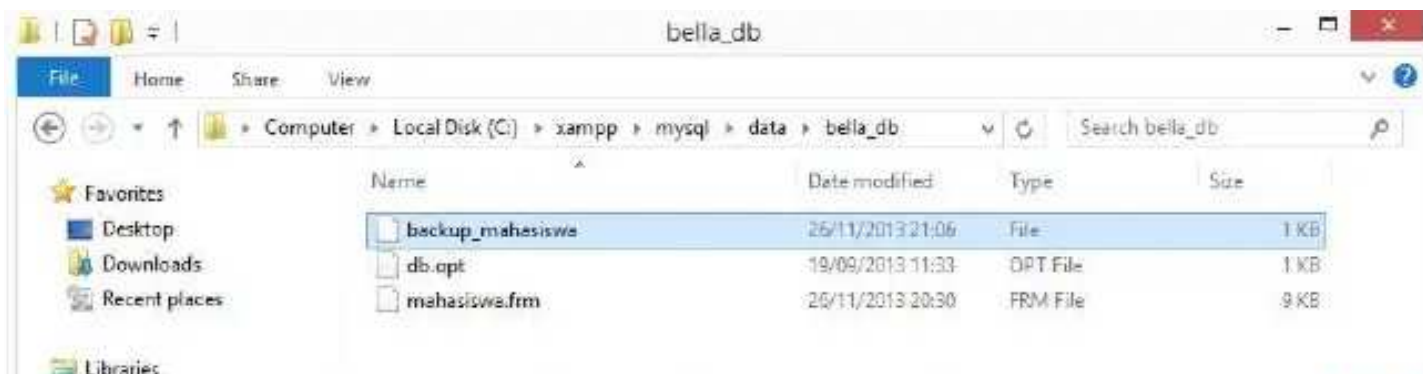 bella_db
File Home Share View
Computer Local Disk (C:) xampp mysql data bella_db Search bella_db
Favorites
Desktop
Downloads
Recent places
Libraries
Name Date modified Type Size
backup_mahasiswa 26/11/2013 21:06 File 1 KB
db.opt 19/09/2013 11:33 OPT File 1 KB
mahasiswa.frm 26/11/2013 20:30 FRM File 9 KB